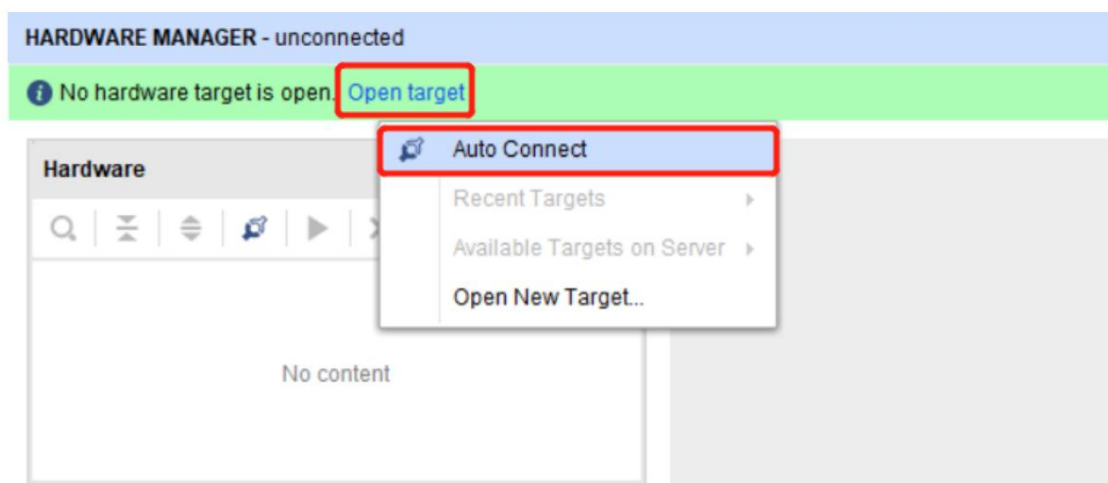 HARDWARE MANAGER - unconnected
No hardware target is open. Open target
Hardware
Auto Connect
Recent Targets
Available Targets on Server
Open New Target...
No content